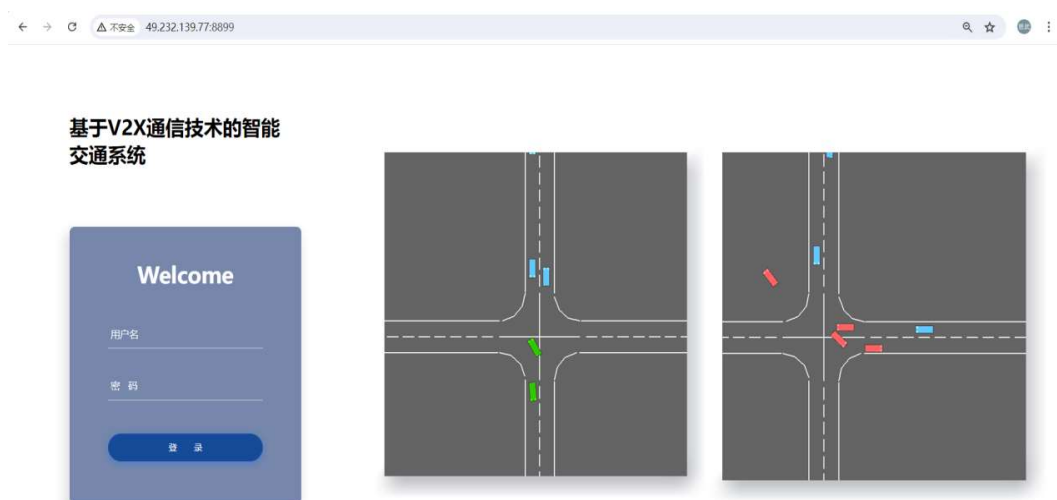 不安全 49.232.139.77:8899
基于V2X通信技术的智能
交通系统
Welcome
用户名
密 码
登 录